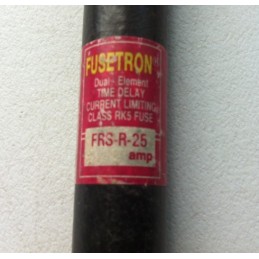 FUSETRON
Dual-Element
TIME DELAY
CURRENT LIMITING
CLASS RK5 FUSE
FRS-R-25
amp